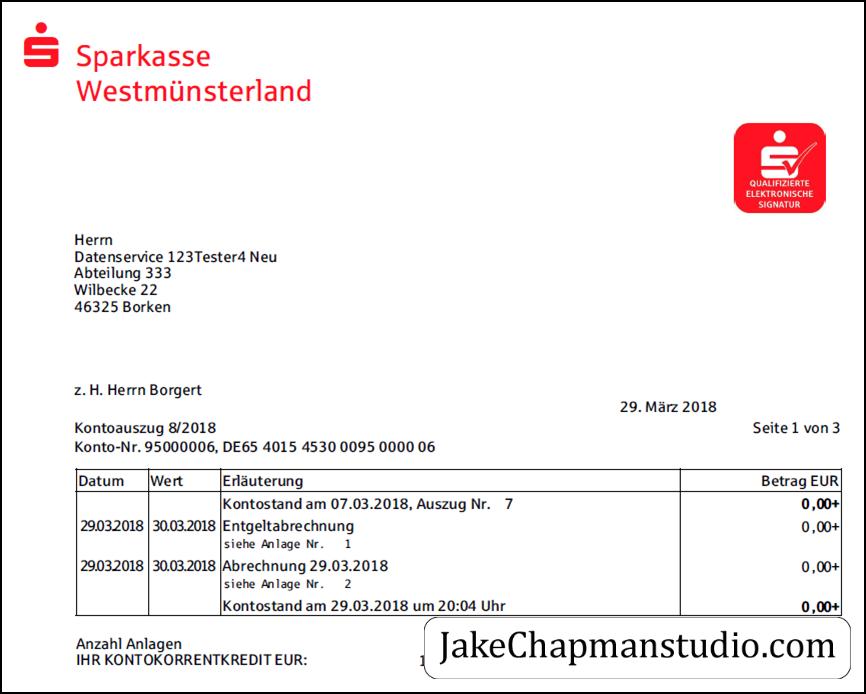 Sparkasse
Westmünsterland
QUALIFIZIERTE
ELEKTRONISCHE
SIGNATUR
Herrn
Datenservice 123Tester4 Neu
Abteilung 333
Wilbecke 22
46325 Borken
z. H. Herrn Borgert
29. März 2018
Kontoauszug 8/2018 Seite 1 von 3
Konto-Nr. 95000006, DE65 4015 4530 0095 0000 06
Datum Wert Erläuterung Betrag EUR
Kontostand am 07.03.2018, Auszug Nr. 7 0,00+
29.03.2018 30.03.2018 Entgeltabrechnung 0,00+
siehe Anlage Nr. 1
29.03.2018 30.03.2018 Abrechnung 29.03.2018 0,00+
siehe Anlage Nr. 2
Kontostand am 29.03.2018 um 20:04 Uhr 0,00+
Anzahl Anlagen
IHR KONTOKORRENTKREDIT EUR:
JakeChapmanstudio.com